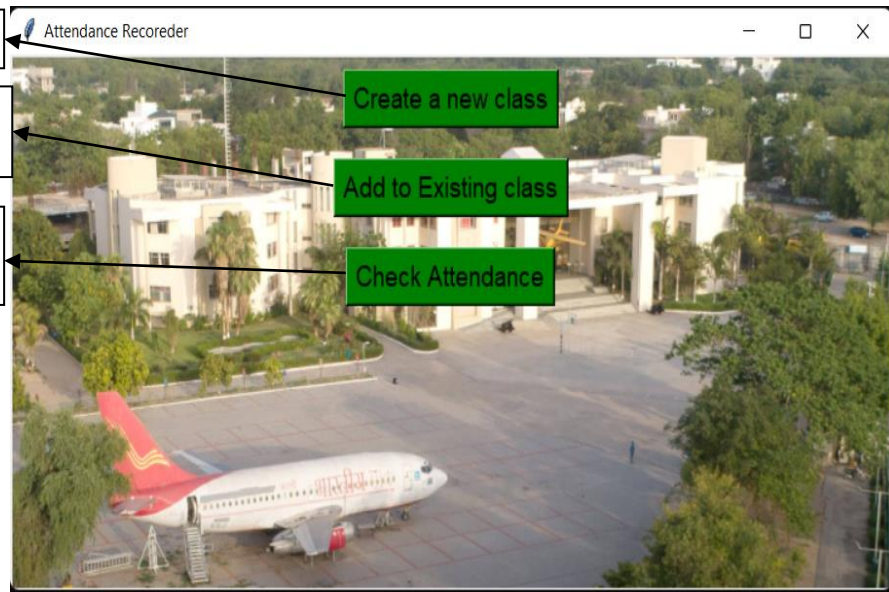 Attendance Recoreder
Create a new class
Add to Existing class
Check Attendance